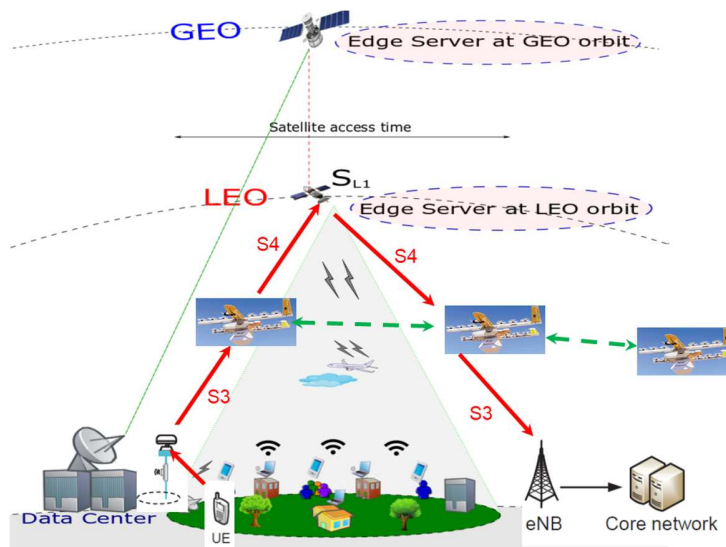 GEO
Edge Server at GEO orbit
Satellite access time
SL1
LEO
Edge Server at LEO orbit
S4
S4
S3
S3
Data Center
UE
eNB
Core network